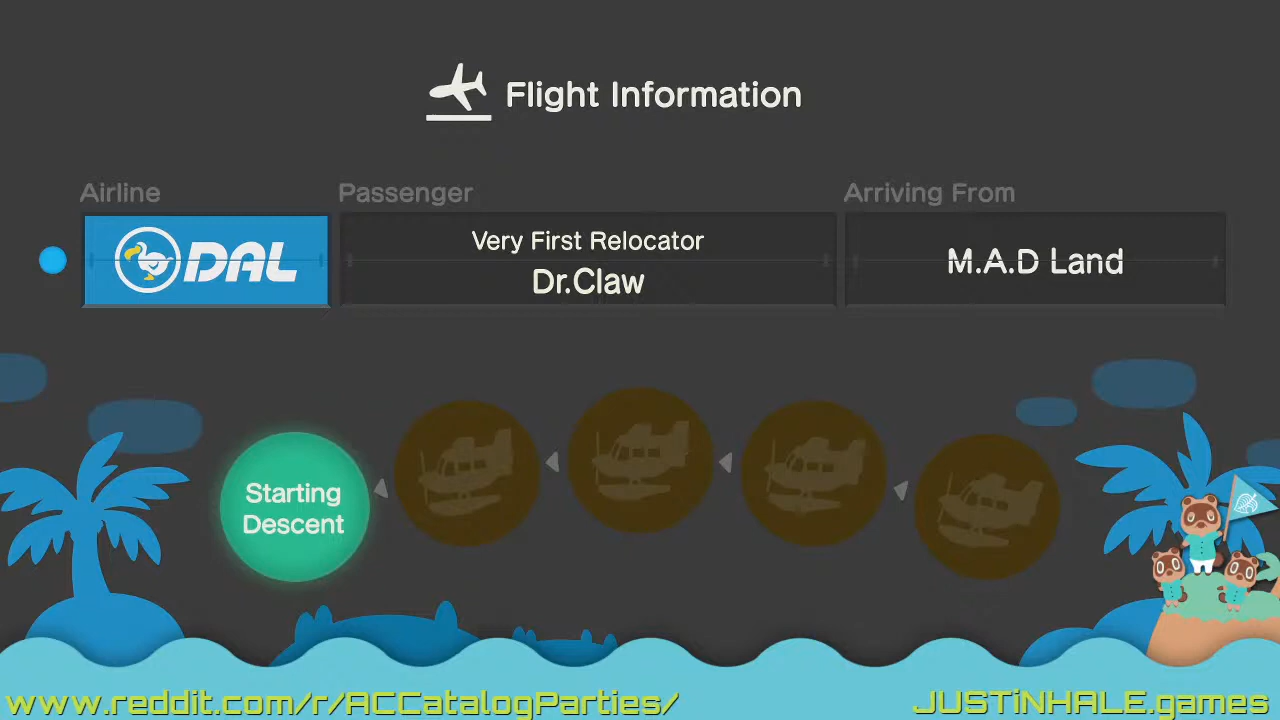 Flight Information
Airline
Passenger
Arriving From
DAL
Very First Relocator
Dr.Claw
M.A.D Land
Starting
Descent
www.reddit.com/r/ACCatalogParties/
JUSTiNHALE.games